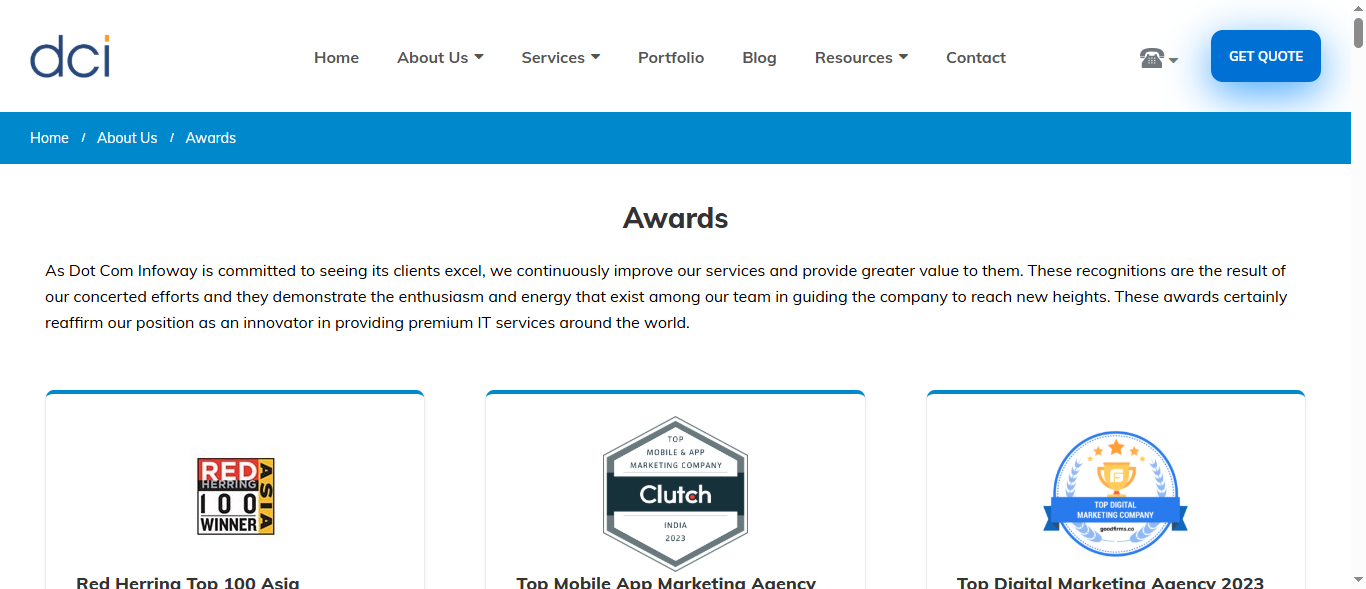 dci
Home
About Us
Services
Portfolio
Blog
Resources
Contact
GET QUOTE
Home / About Us / Awards
Awards
As Dot Com Infoway is committed to seeing its clients excel, we continuously improve our services and provide greater value to them. These recognitions are the result of
our concerted efforts and they demonstrate the enthusiasm and energy that exist among our team in guiding the company to reach new heights. These awards certainly
reaffirm our position as an innovator in providing premium IT services around the world.
RED
HERRING
100
WINNER
ASIA
Red Herring Top 100 Asia
TOP
MOBILE & APP
MARKETING COMPANY
Clutch
INDIA
2023
Top Mobile App Marketing Agency
TOP DIGITAL
MARKETING COMPANY
goodfirms.co
Top Digital Marketing Agency 2023